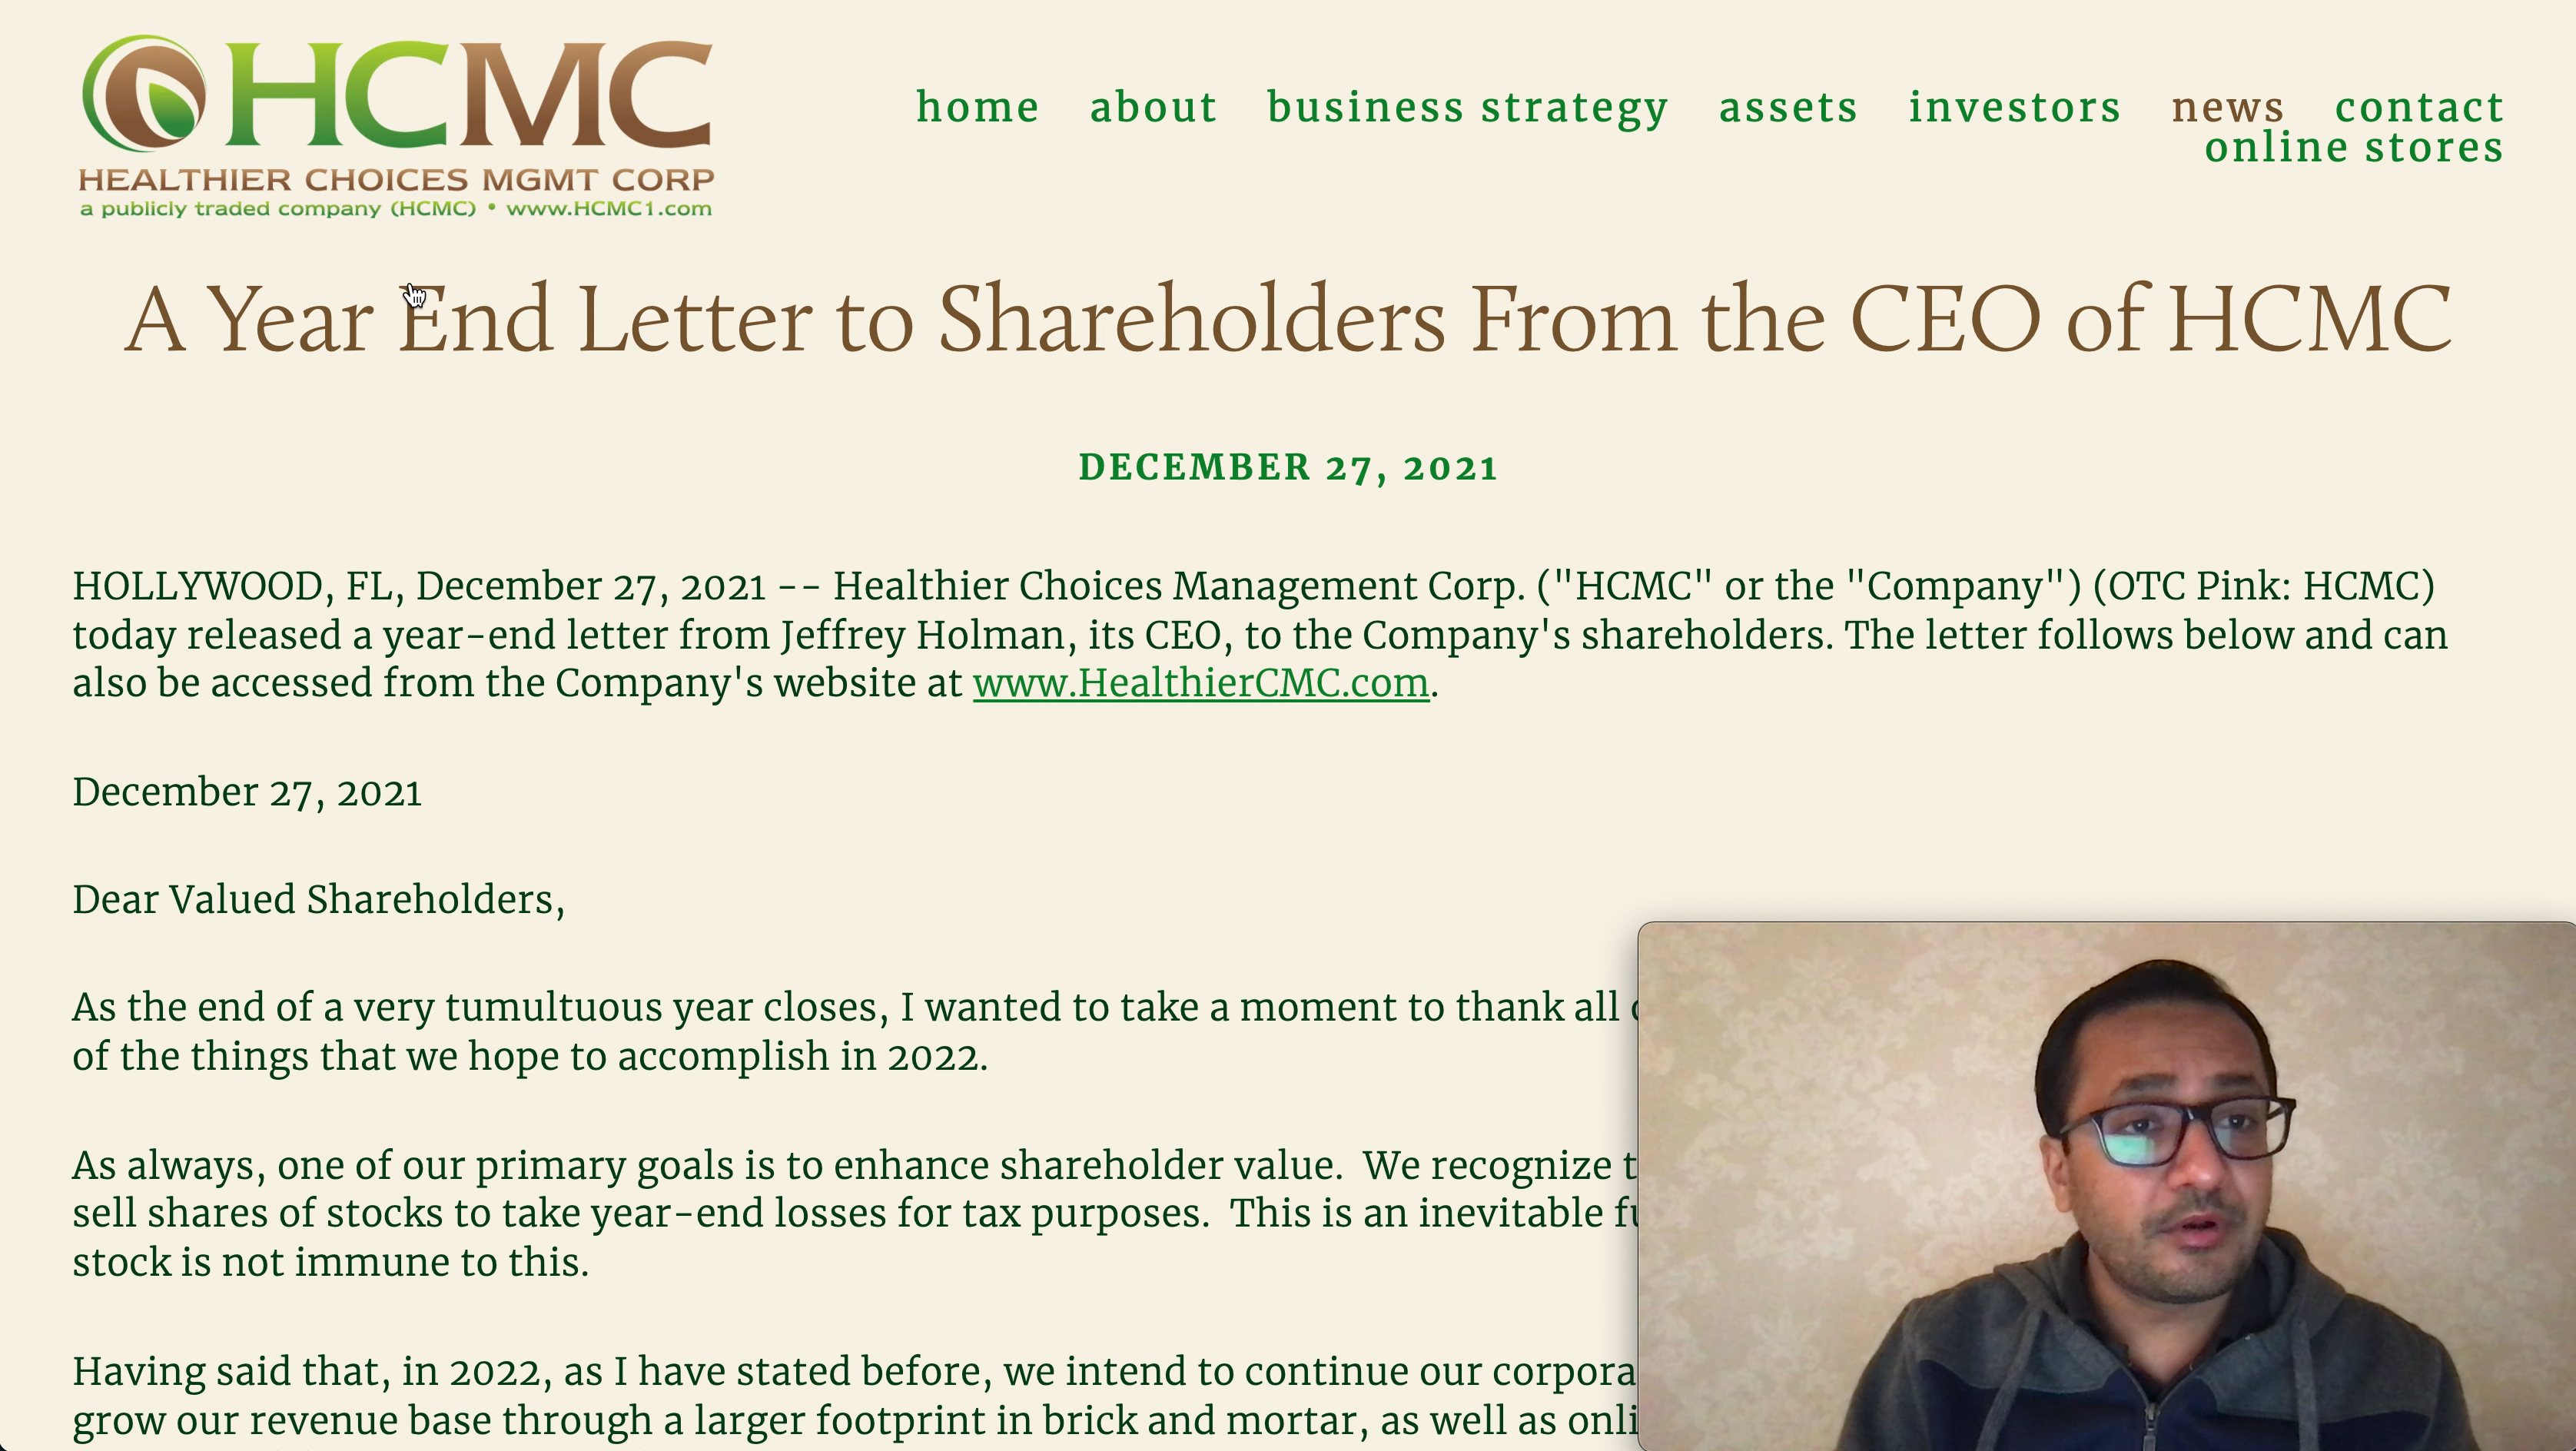 HCMC
HEALTHIER CHOICES MGMT CORP
a publicly traded company (HCMC) • www.HCMC1.com
home about business strategy assets investors news contact
online stores
A Year End Letter to Shareholders From the CEO of HCMC
DECEMBER 27, 2021
HOLLYWOOD, FL, December 27, 2021 -- Healthier Choices Management Corp. ("HCMC" or the "Company") (OTC Pink: HCMC)
today released a year-end letter from Jeffrey Holman, its CEO, to the Company's shareholders. The letter follows below and can
also be accessed from the Company's website at www.HealthierCMC.com.
December 27, 2021
Dear Valued Shareholders,
As the end of a very tumultuous year closes, I wanted to take a moment to thank all
of the things that we hope to accomplish in 2022.
As always, one of our primary goals is to enhance shareholder value. We recognize
sell shares of stocks to take year-end losses for tax purposes. This is an inevitable
stock is not immune to this.
Having said that, in 2022, as I have stated before, we intend to continue our
grow our revenue base through a larger footprint in brick and mortar, as well as